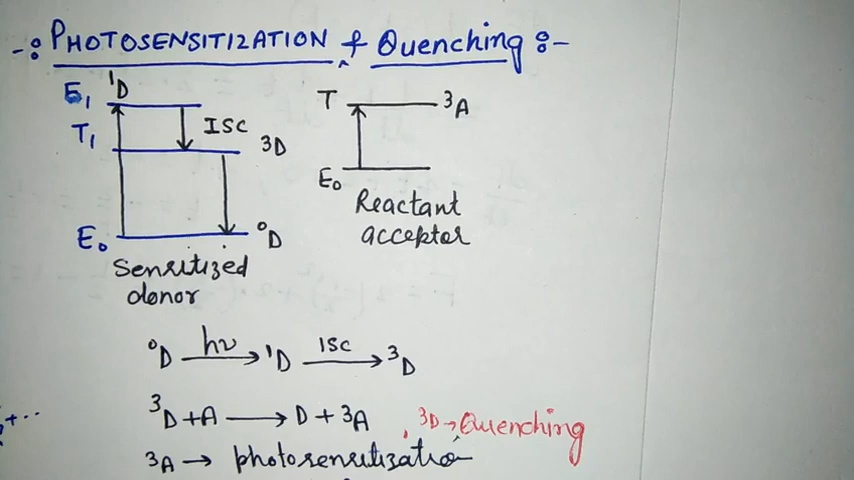 -: PHOTOSENSITIZATION & Quenching :-
E₁ ¹D
T₁ ISC ³D
E₀ ⁰D
Sensitized
donor
T ³A
E₀
Reactant
acceptor
⁰D hν→ ¹D ISC→ ³D
³D+A → D+³A , ³D→Quenching
³A → photosensitization
+..